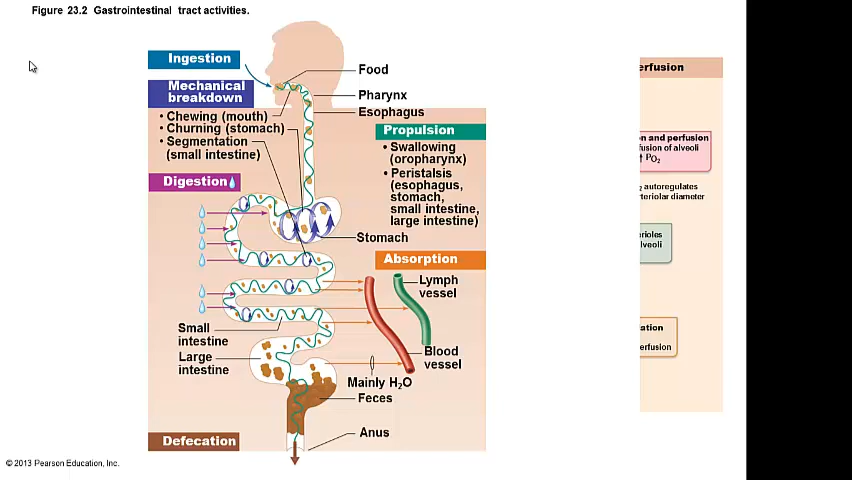 Figure 23.2 Gastrointestinal tract activities.
Ingestion
Food
Mechanical
breakdown
Pharynx
Esophagus
• Chewing (mouth)
• Churning (stomach)
• Segmentation
(small intestine)
Propulsion
• Swallowing
(oropharynx)
• Peristalsis
(esophagus,
stomach,
small intestine,
large intestine)
Digestion
Stomach
Absorption
Lymph
vessel
Small
intestine
Large
intestine
Blood
vessel
Mainly H₂O
Feces
Anus
Defecation
© 2013 Pearson Education, Inc.
erfusion
on and perfusion
fusion of alveoli
↑ PO₂
autoregulates
rteriolar diameter
erioles
lveoli
ation
erfusion